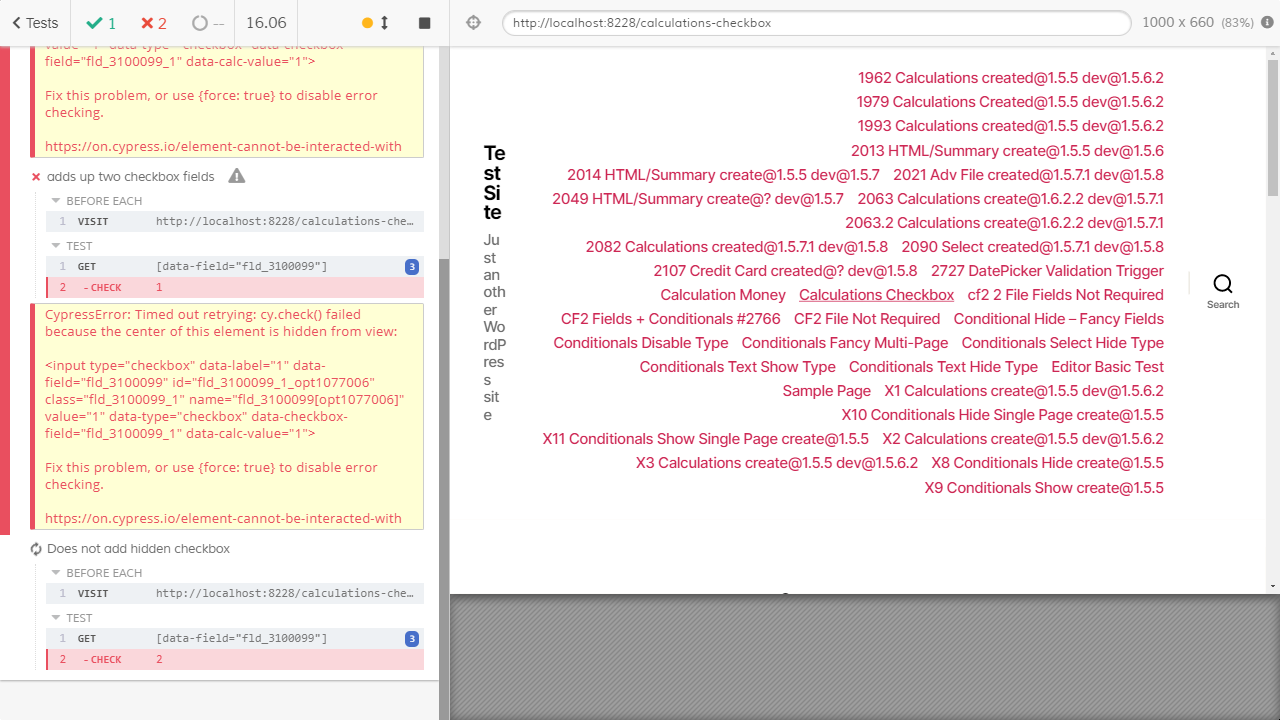 Tests
1
2
--
16.06
http://localhost:8228/calculations-checkbox
1000 x 660 (83%)
value="1" data-type="checkbox" data-checkbox-
field="fld_3100099_1" data-calc-value="1">
Fix this problem, or use {force: true} to disable error
checking.
https://on.cypress.io/element-cannot-be-interacted-with
adds up two checkbox fields
BEFORE EACH
1 VISIT http://localhost:8228/calculations-che…
TEST
1 GET [data-field="fld_3100099"] 3
2 - CHECK 1
CypressError: Timed out retrying: cy.check() failed
because the center of this element is hidden from view:
<input type="checkbox" data-label="1" data-
field="fld_3100099" id="fld_3100099_1_opt1077006"
class="fld_3100099_1" name="fld_3100099[opt1077006]"
value="1" data-type="checkbox" data-checkbox-
field="fld_3100099_1" data-calc-value="1">
Fix this problem, or use {force: true} to disable error
checking.
https://on.cypress.io/element-cannot-be-interacted-with
Does not add hidden checkbox
BEFORE EACH
1 VISIT http://localhost:8228/calculations-che…
TEST
1 GET [data-field="fld_3100099"] 3
2 - CHECK 2
Te
st
Si
te
Ju
st
an
oth
er
Wo
rdP
res
s
sit
e
1962 Calculations created@1.5.5 dev@1.5.6.2
1979 Calculations Created@1.5.5 dev@1.5.6.2
1993 Calculations created@1.5.5 dev@1.5.6.2
2013 HTML/Summary create@1.5.5 dev@1.5.6
2014 HTML/Summary create@1.5.5 dev@1.5.7 2021 Adv File created@1.5.7.1 dev@1.5.8
2049 HTML/Summary create@? dev@1.5.7 2063 Calculations create@1.6.2.2 dev@1.5.7.1
2063.2 Calculations create@1.6.2.2 dev@1.5.7.1
2082 Calculations created@1.5.7.1 dev@1.5.8 2090 Select created@1.5.7.1 dev@1.5.8
2107 Credit Card created@? dev@1.5.8 2727 DatePicker Validation Trigger
Calculation Money Calculations Checkbox cf2 2 File Fields Not Required
CF2 Fields + Conditionals #2766 CF2 File Not Required Conditional Hide – Fancy Fields
Conditionals Disable Type Conditionals Fancy Multi-Page Conditionals Select Hide Type
Conditionals Text Show Type Conditionals Text Hide Type Editor Basic Test
Sample Page X1 Calculations create@1.5.5 dev@1.5.6.2
X10 Conditionals Hide Single Page create@1.5.5
X11 Conditionals Show Single Page create@1.5.5 X2 Calculations create@1.5.5 dev@1.5.6.2
X3 Calculations create@1.5.5 dev@1.5.6.2 X8 Conditionals Hide create@1.5.5
X9 Conditionals Show create@1.5.5
Search